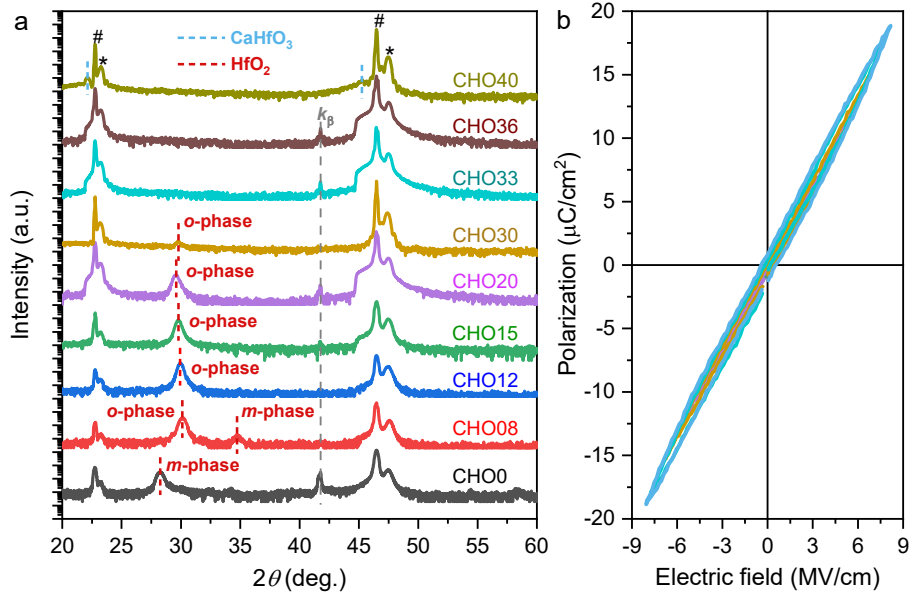 a
#
*
CaHfO₃
HfO₂
#
*
CHO40
kβ
CHO36
CHO33
o-phase
CHO30
o-phase
CHO20
o-phase
CHO15
o-phase
CHO12
o-phase
m-phase
CHO08
m-phase
CHO0
Intensity (a.u.)
20 25 30 35 40 45 50 55 60
2θ (deg.)
b
20
15
10
5
0
-5
-10
-15
-20
Polarization (μC/cm²)
-9 -6 -3 0 3 6 9
Electric field (MV/cm)